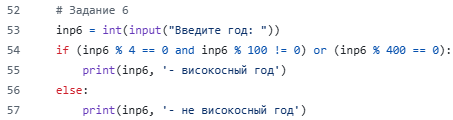 52 # Задание 6
53 inp6 = int(input("Введите год: "))
54 if (inp6 % 4 == 0 and inp6 % 100 != 0) or (inp6 % 400 == 0):
55     print(inp6, '- високосный год')
56 else:
57     print(inp6, '- не високосный год')